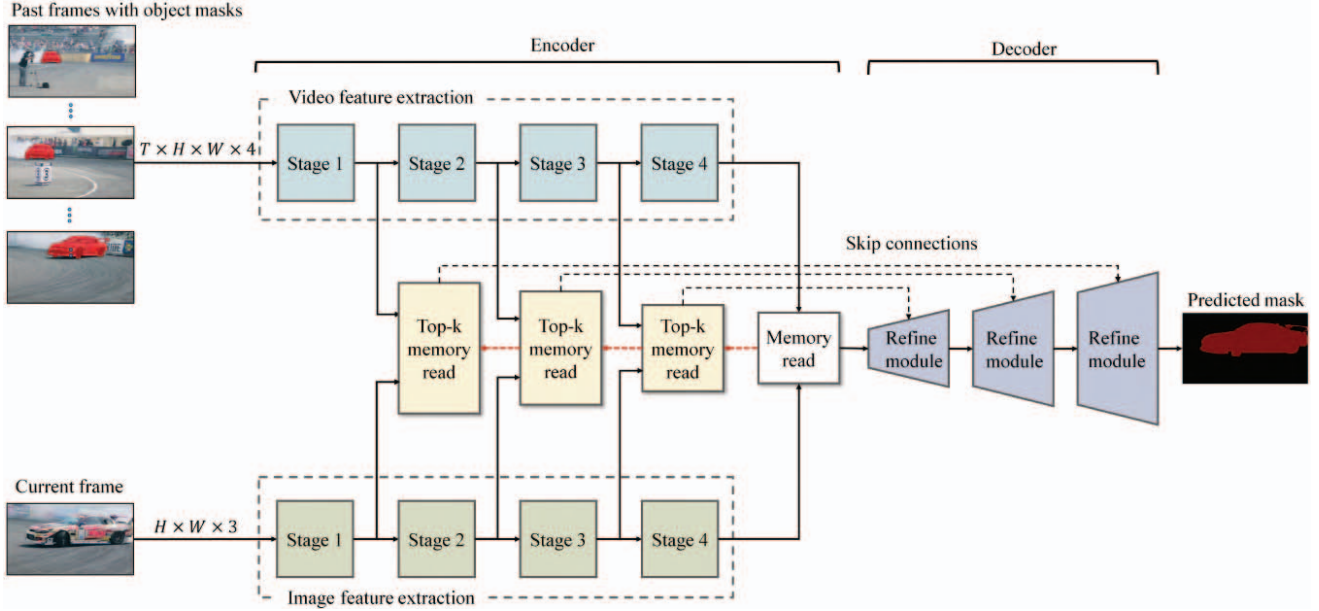 Past frames with object masks
Encoder
Decoder
Video feature extraction
T × H × W × 4
Stage 1
Stage 2
Stage 3
Stage 4
Skip connections
Top-k
memory
read
Top-k
memory
read
Top-k
memory
read
Memory
read
Refine
module
Refine
module
Refine
module
Predicted mask
Current frame
H × W × 3
Stage 1
Stage 2
Stage 3
Stage 4
Image feature extraction